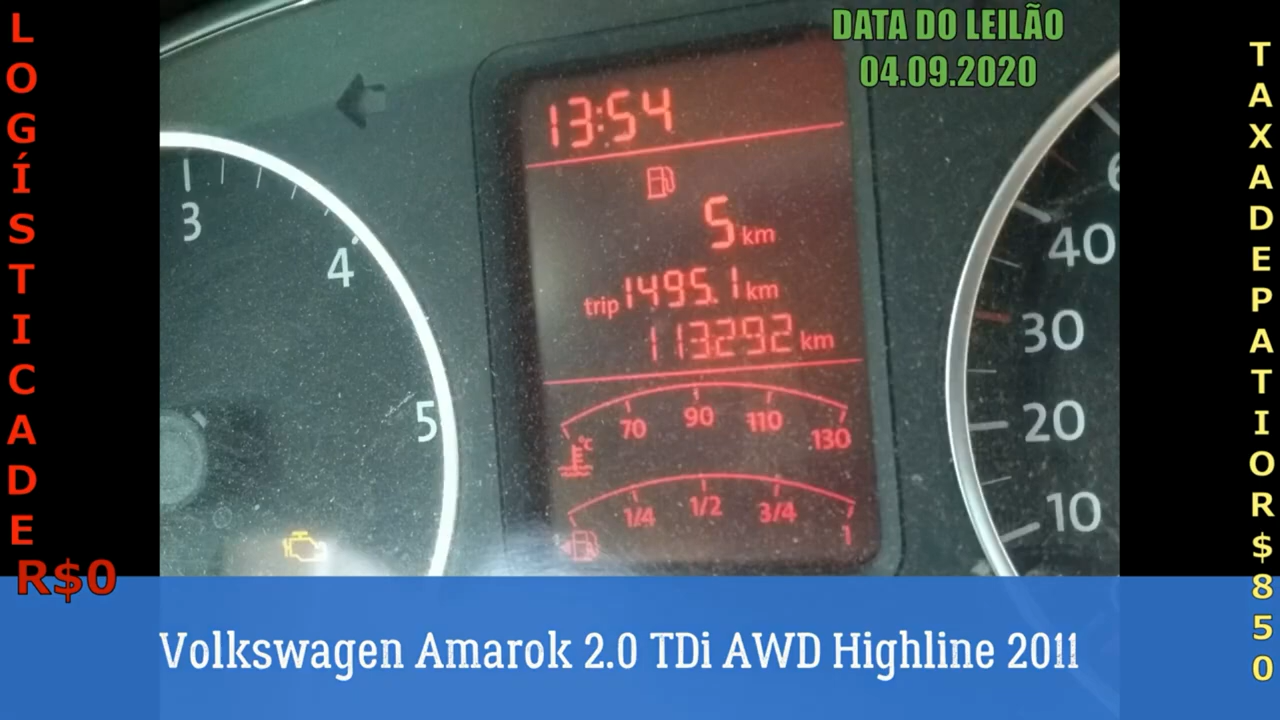 LOGÍSTICA DE
R$0
DATA DO LEILÃO
04.09.2020
TAXA DE PATIO R$850
13:54
5 km
trip 1495.1 km
113292 km
70 90 110 130
°C
1/4 1/2 3/4 1
3
4
5
6
40
30
20
10
Volkswagen Amarok 2.0 TDi AWD Highline 2011